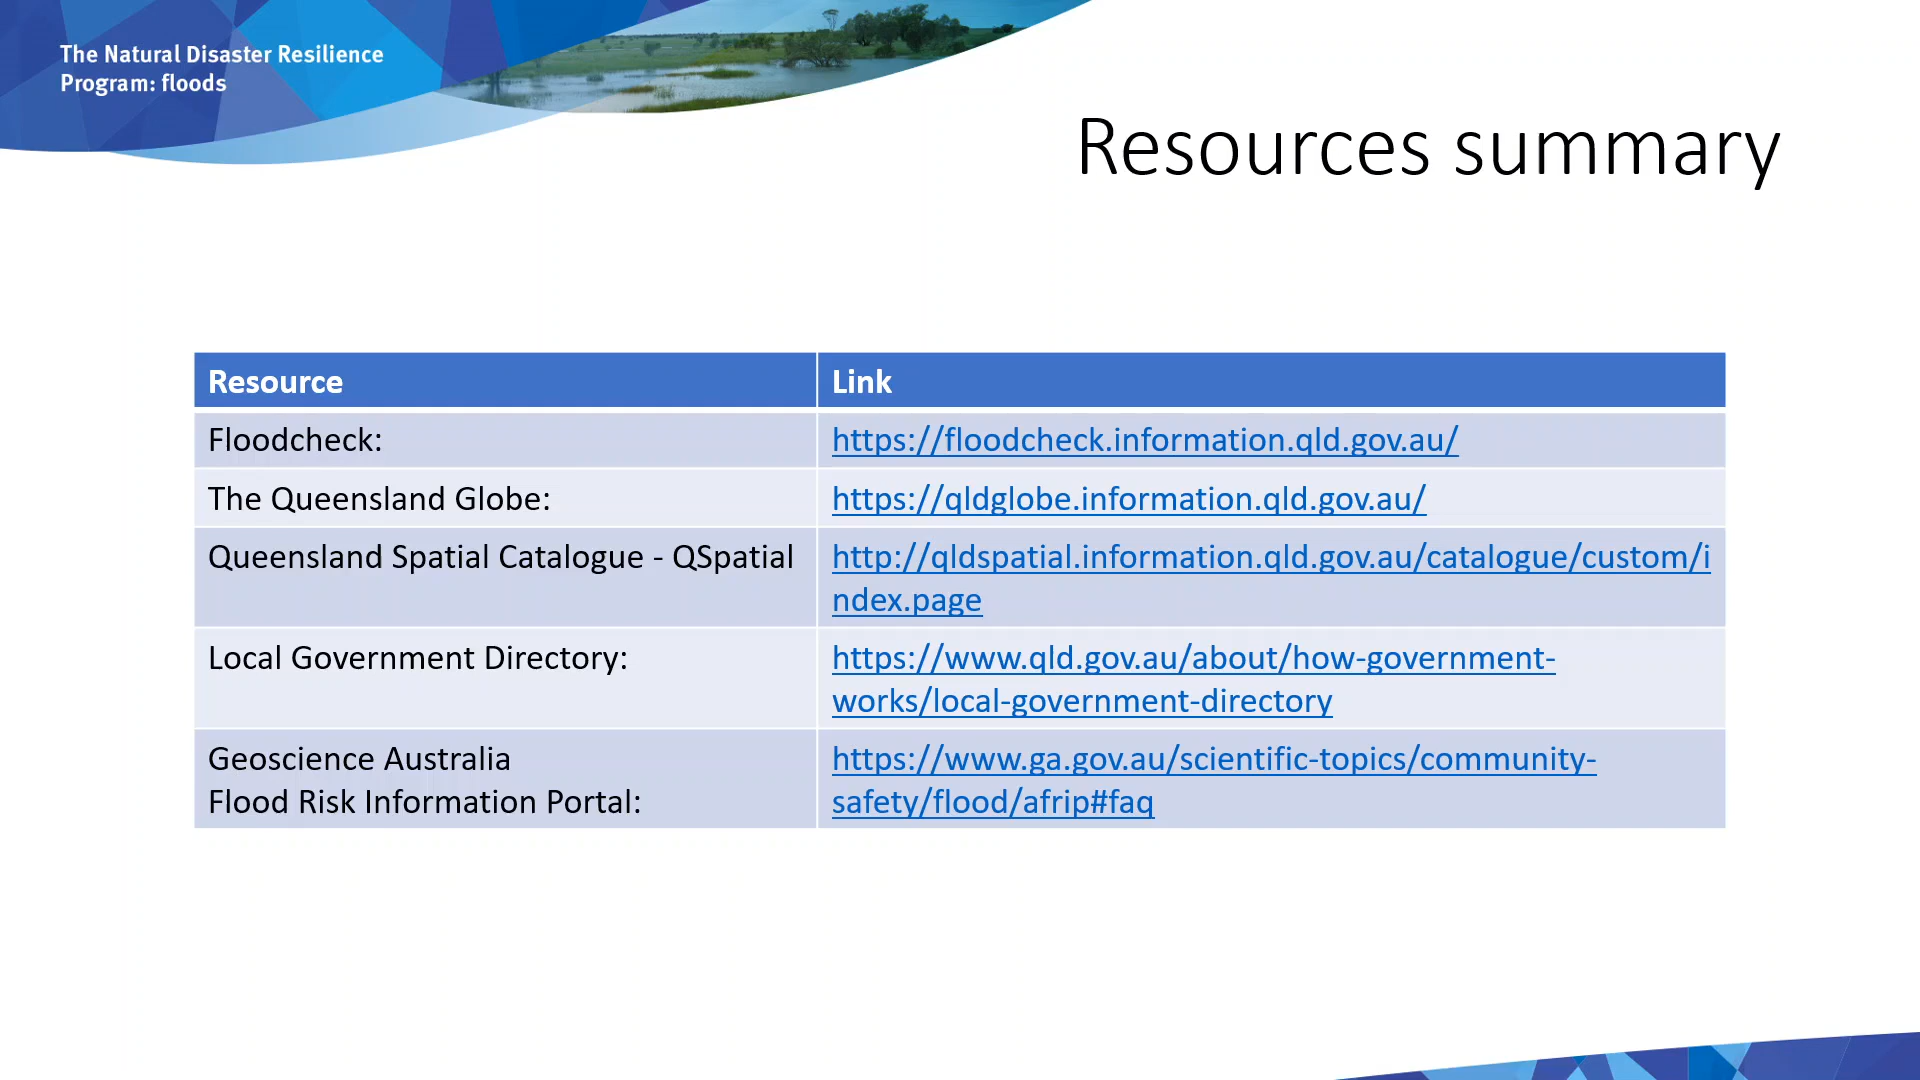 The Natural Disaster Resilience
Program: floods
Resources summary
Resource
Link
Floodcheck:
https://floodcheck.information.qld.gov.au/
The Queensland Globe:
https://qldglobe.information.qld.gov.au/
Queensland Spatial Catalogue - QSpatial
http://qldspatial.information.qld.gov.au/catalogue/custom/i
ndex.page
Local Government Directory:
https://www.qld.gov.au/about/how-government-
works/local-government-directory
Geoscience Australia
Flood Risk Information Portal:
https://www.ga.gov.au/scientific-topics/community-
safety/flood/afrip#faq